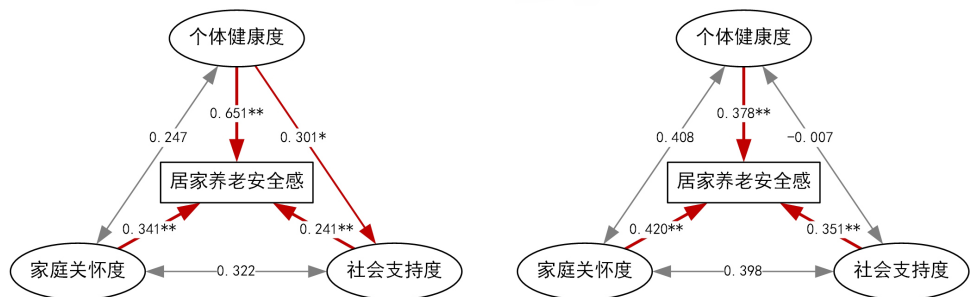 个体健康度
0.651**
0.247
0.301*
居家养老安全感
0.341**
0.241**
家庭关怀度
0.322
社会支持度
个体健康度
0.378**
0.408
-0.007
居家养老安全感
0.420**
0.351**
家庭关怀度
0.398
社会支持度